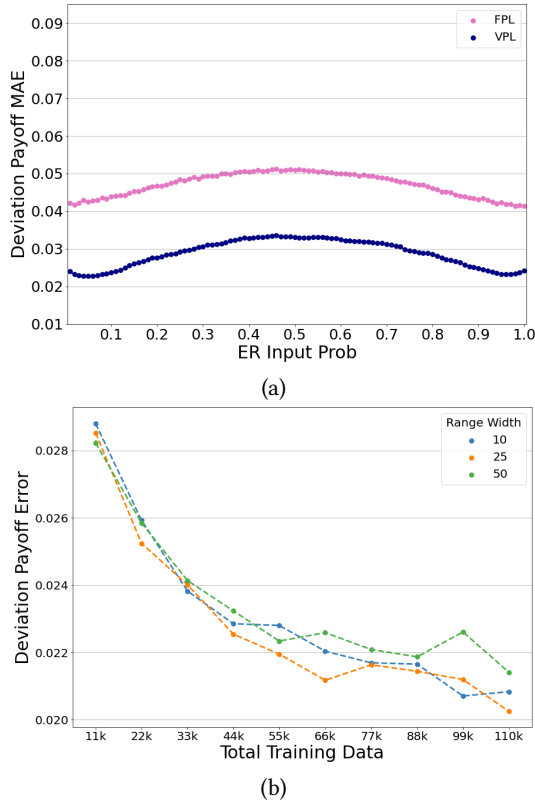 0.09
0.08
0.07
0.06
0.05
0.04
0.03
0.02
0.01
Deviation Payoff MAE
FPL
VPL
0.1 0.2 0.3 0.4 0.5 0.6 0.7 0.8 0.9 1.0
ER Input Prob
(a)
0.028
0.026
0.024
0.022
0.020
Deviation Payoff Error
Range Width
10
25
50
11k 22k 33k 44k 55k 66k 77k 88k 99k 110k
Total Training Data
(b)